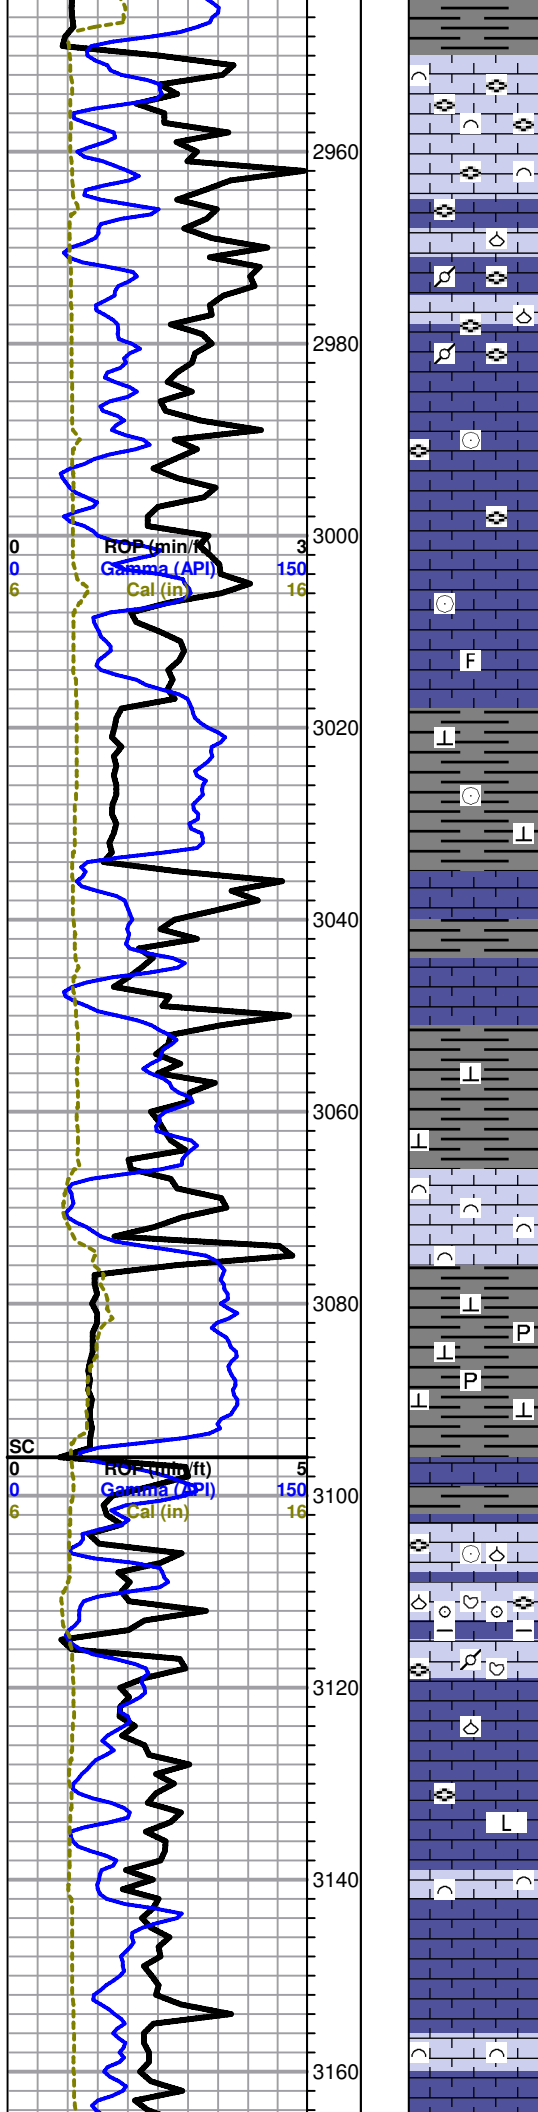 2960
2980
3000
0 ROP (min/ft) 3
0 Gamma (API) 150
6 Cal (in) 16
F
3020
3040
3060
3080
P
P
SC
0 ROP (min/ft) 5
0 Gamma (API) 150
6 Cal (in) 16
3100
3120
L
3140
3160